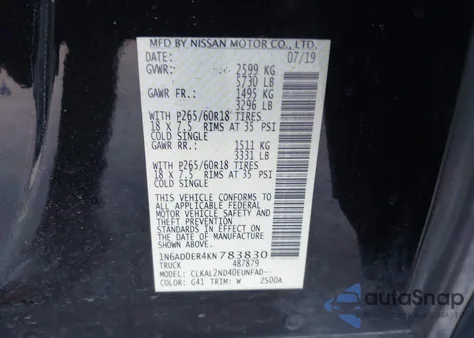 MFD BY NISSAN MOTOR CO., LTD.
DATE: 07/19
GVWR: 2599 KG
5730 LB
GAWR FR.: 1495 KG
3296 LB
WITH P265/60R18 TIRES
18 X 7.5 RIMS AT 35 PSI
COLD SINGLE
GAWR RR.: 1511 KG
3331 LB
WITH P265/60R18 TIRES
18 X 7.5 RIMS AT 35 PSI
COLD SINGLE
THIS VEHICLE CONFORMS TO
ALL APPLICABLE FEDERAL
MOTOR VEHICLE SAFETY AND
THEFT PREVENTION
STANDARDS IN EFFECT ON THE
DATE OF MANUFACTURE
SHOWN ABOVE.
1N6AD0ER4KN783830
TRUCK 487879
MODEL: CLKAL2ND40EUNFAD--
COLOR: G41 TRIM: W 2500A
autoSnap